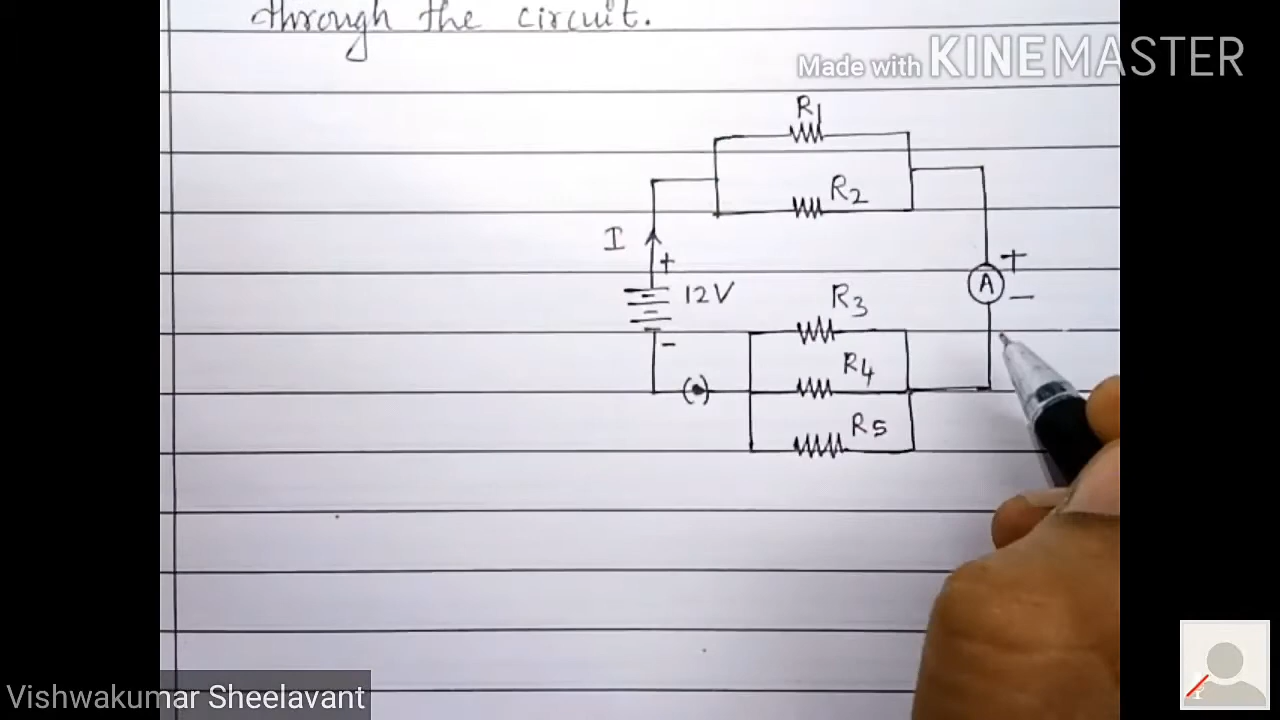 through the circuit.
Made with KINEMASTER
R1
R2
I
+
12V
-
+
A
-
R3
R4
R5
Vishwakumar Sheelavant